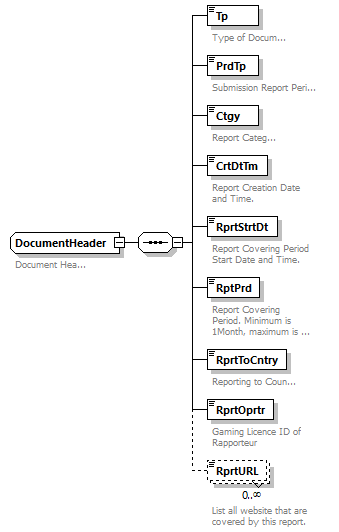 Tp
Type of Docum...
PrdTp
Submission Report Peri...
Ctgy
Report Categ...
CrtDtTm
Report Creation Date
and Time.
DocumentHeader
Document Hea...
RprtStrtDt
Report Covering Period
Start Date and Time.
RptPrd
Report Covering
Period. Minimum is
1Month, maximum is ...
RprtToCntry
Reporting to Coun...
RprtOprtr
Gaming Licence ID of
Rapporteur
RprtURL
0..∞
List all website that are
covered by this report.